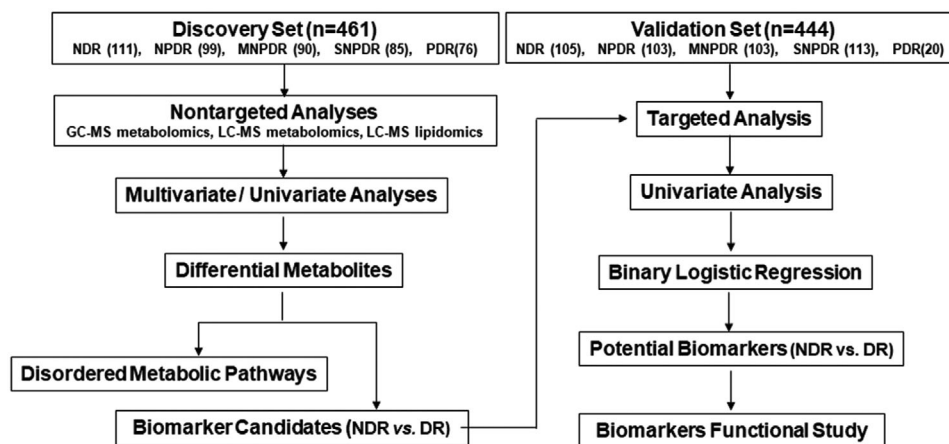 Discovery Set (n=461)
NDR (111), NPDR (99), MNPDR (90), SNPDR (85), PDR(76)
Nontargeted Analyses
GC-MS metabolomics, LC-MS metabolomics, LC-MS lipidomics
Multivariate / Univariate Analyses
Differential Metabolites
Disordered Metabolic Pathways
Biomarker Candidates (NDR vs. DR)
Validation Set (n=444)
NDR (105), NPDR (103), MNPDR (103), SNPDR (113), PDR(20)
Targeted Analysis
Univariate Analysis
Binary Logistic Regression
Potential Biomarkers (NDR vs. DR)
Biomarkers Functional Study